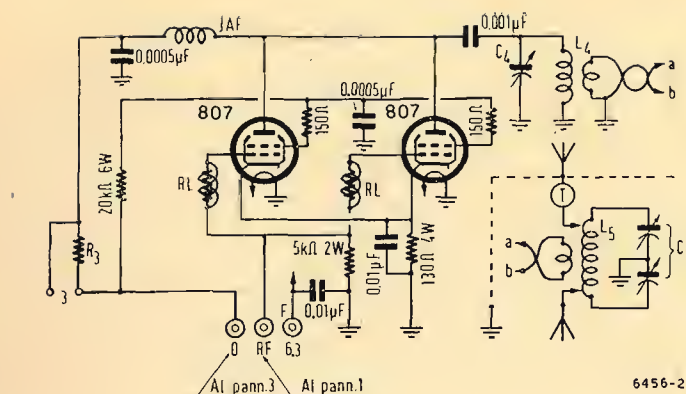 JAF
0,001µF
0,0005µF
C4
L4
a
b
0,0005µF
807
150Ω
807
150Ω
20kΩ 6W
RL
RL
T
R3
5kΩ 2W
0,01µF
130Ω 4W
a
b
L5
C
3
F
0,01µF
0
RF
6,3
Al pann.3
Al pann.1
6456-2